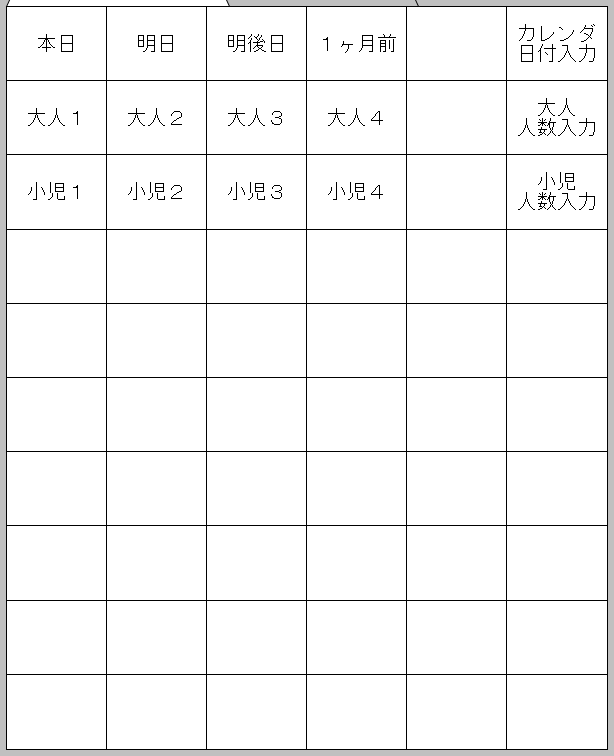 本日
明日
明後日
１ヶ月前
カレンダ
日付入力
大人１
大人２
大人３
大人４
大人
人数入力
小児１
小児２
小児３
小児４
小児
人数入力